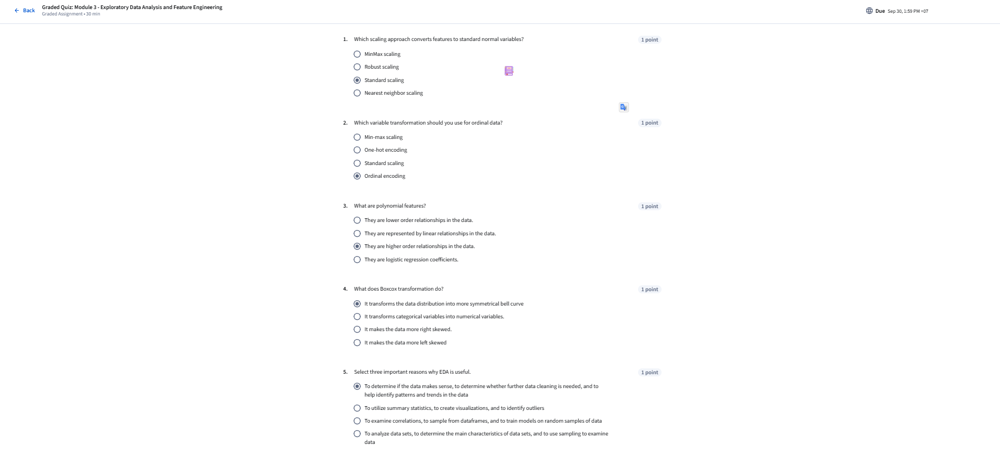 Back
Graded Quiz: Module 3 - Exploratory Data Analysis and Feature Engineering
Graded Assignment • 30 min
Due Sep 30, 1:59 PM +07
1. Which scaling approach converts features to standard normal variables? 1 point
MinMax scaling
Robust scaling
Standard scaling
Nearest neighbor scaling
2. Which variable transformation should you use for ordinal data? 1 point
Min-max scaling
One-hot encoding
Standard scaling
Ordinal encoding
3. What are polynomial features? 1 point
They are lower order relationships in the data.
They are represented by linear relationships in the data.
They are higher order relationships in the data.
They are logistic regression coefficients.
4. What does Boxcox transformation do? 1 point
It transforms the data distribution into more symmetrical bell curve
It transforms categorical variables into numerical variables.
It makes the data more right skewed.
It makes the data more left skewed
5. Select three important reasons why EDA is useful. 1 point
To determine if the data makes sense, to determine whether further data cleaning is needed, and to
help identify patterns and trends in the data
To utilize summary statistics, to create visualizations, and to identify outliers
To examine correlations, to sample from dataframes, and to train models on random samples of data
To analyze data sets, to determine the main characteristics of data sets, and to use sampling to examine
data